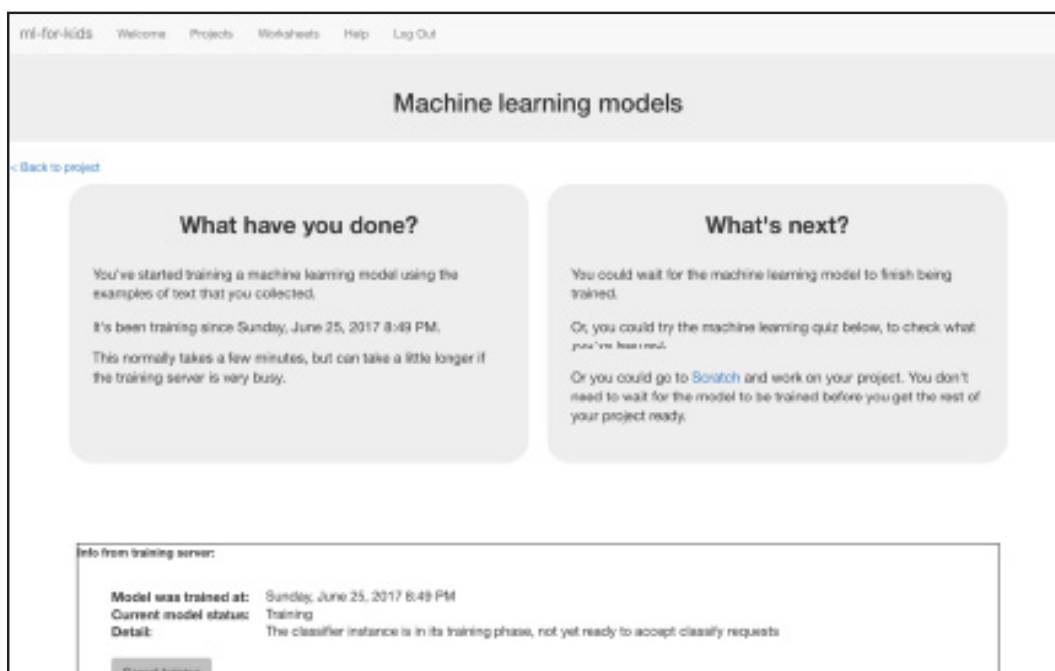 ml-for-kids Welcome Projects Worksheets Help Log Out
Machine learning models
< Back to project
What have you done?
You've started training a machine learning model using the
examples of text that you collected.
It's been training since Sunday, June 25, 2017 8:49 PM.
This normally takes a few minutes, but can take a little longer if
the training server is very busy.
What's next?
You could wait for the machine learning model to finish being
trained.
Or, you could try the machine learning quiz below, to check what
you've learned.
Or you could go to Scratch and work on your project. You don't
need to wait for the model to be trained before you get the rest of
your project ready.
Info from training server:
Model was trained at: Sunday, June 25, 2017 8:49 PM
Current model status: Training
Detail: The classifier instance is in its training phase, not yet ready to accept classify requests
Cancel training